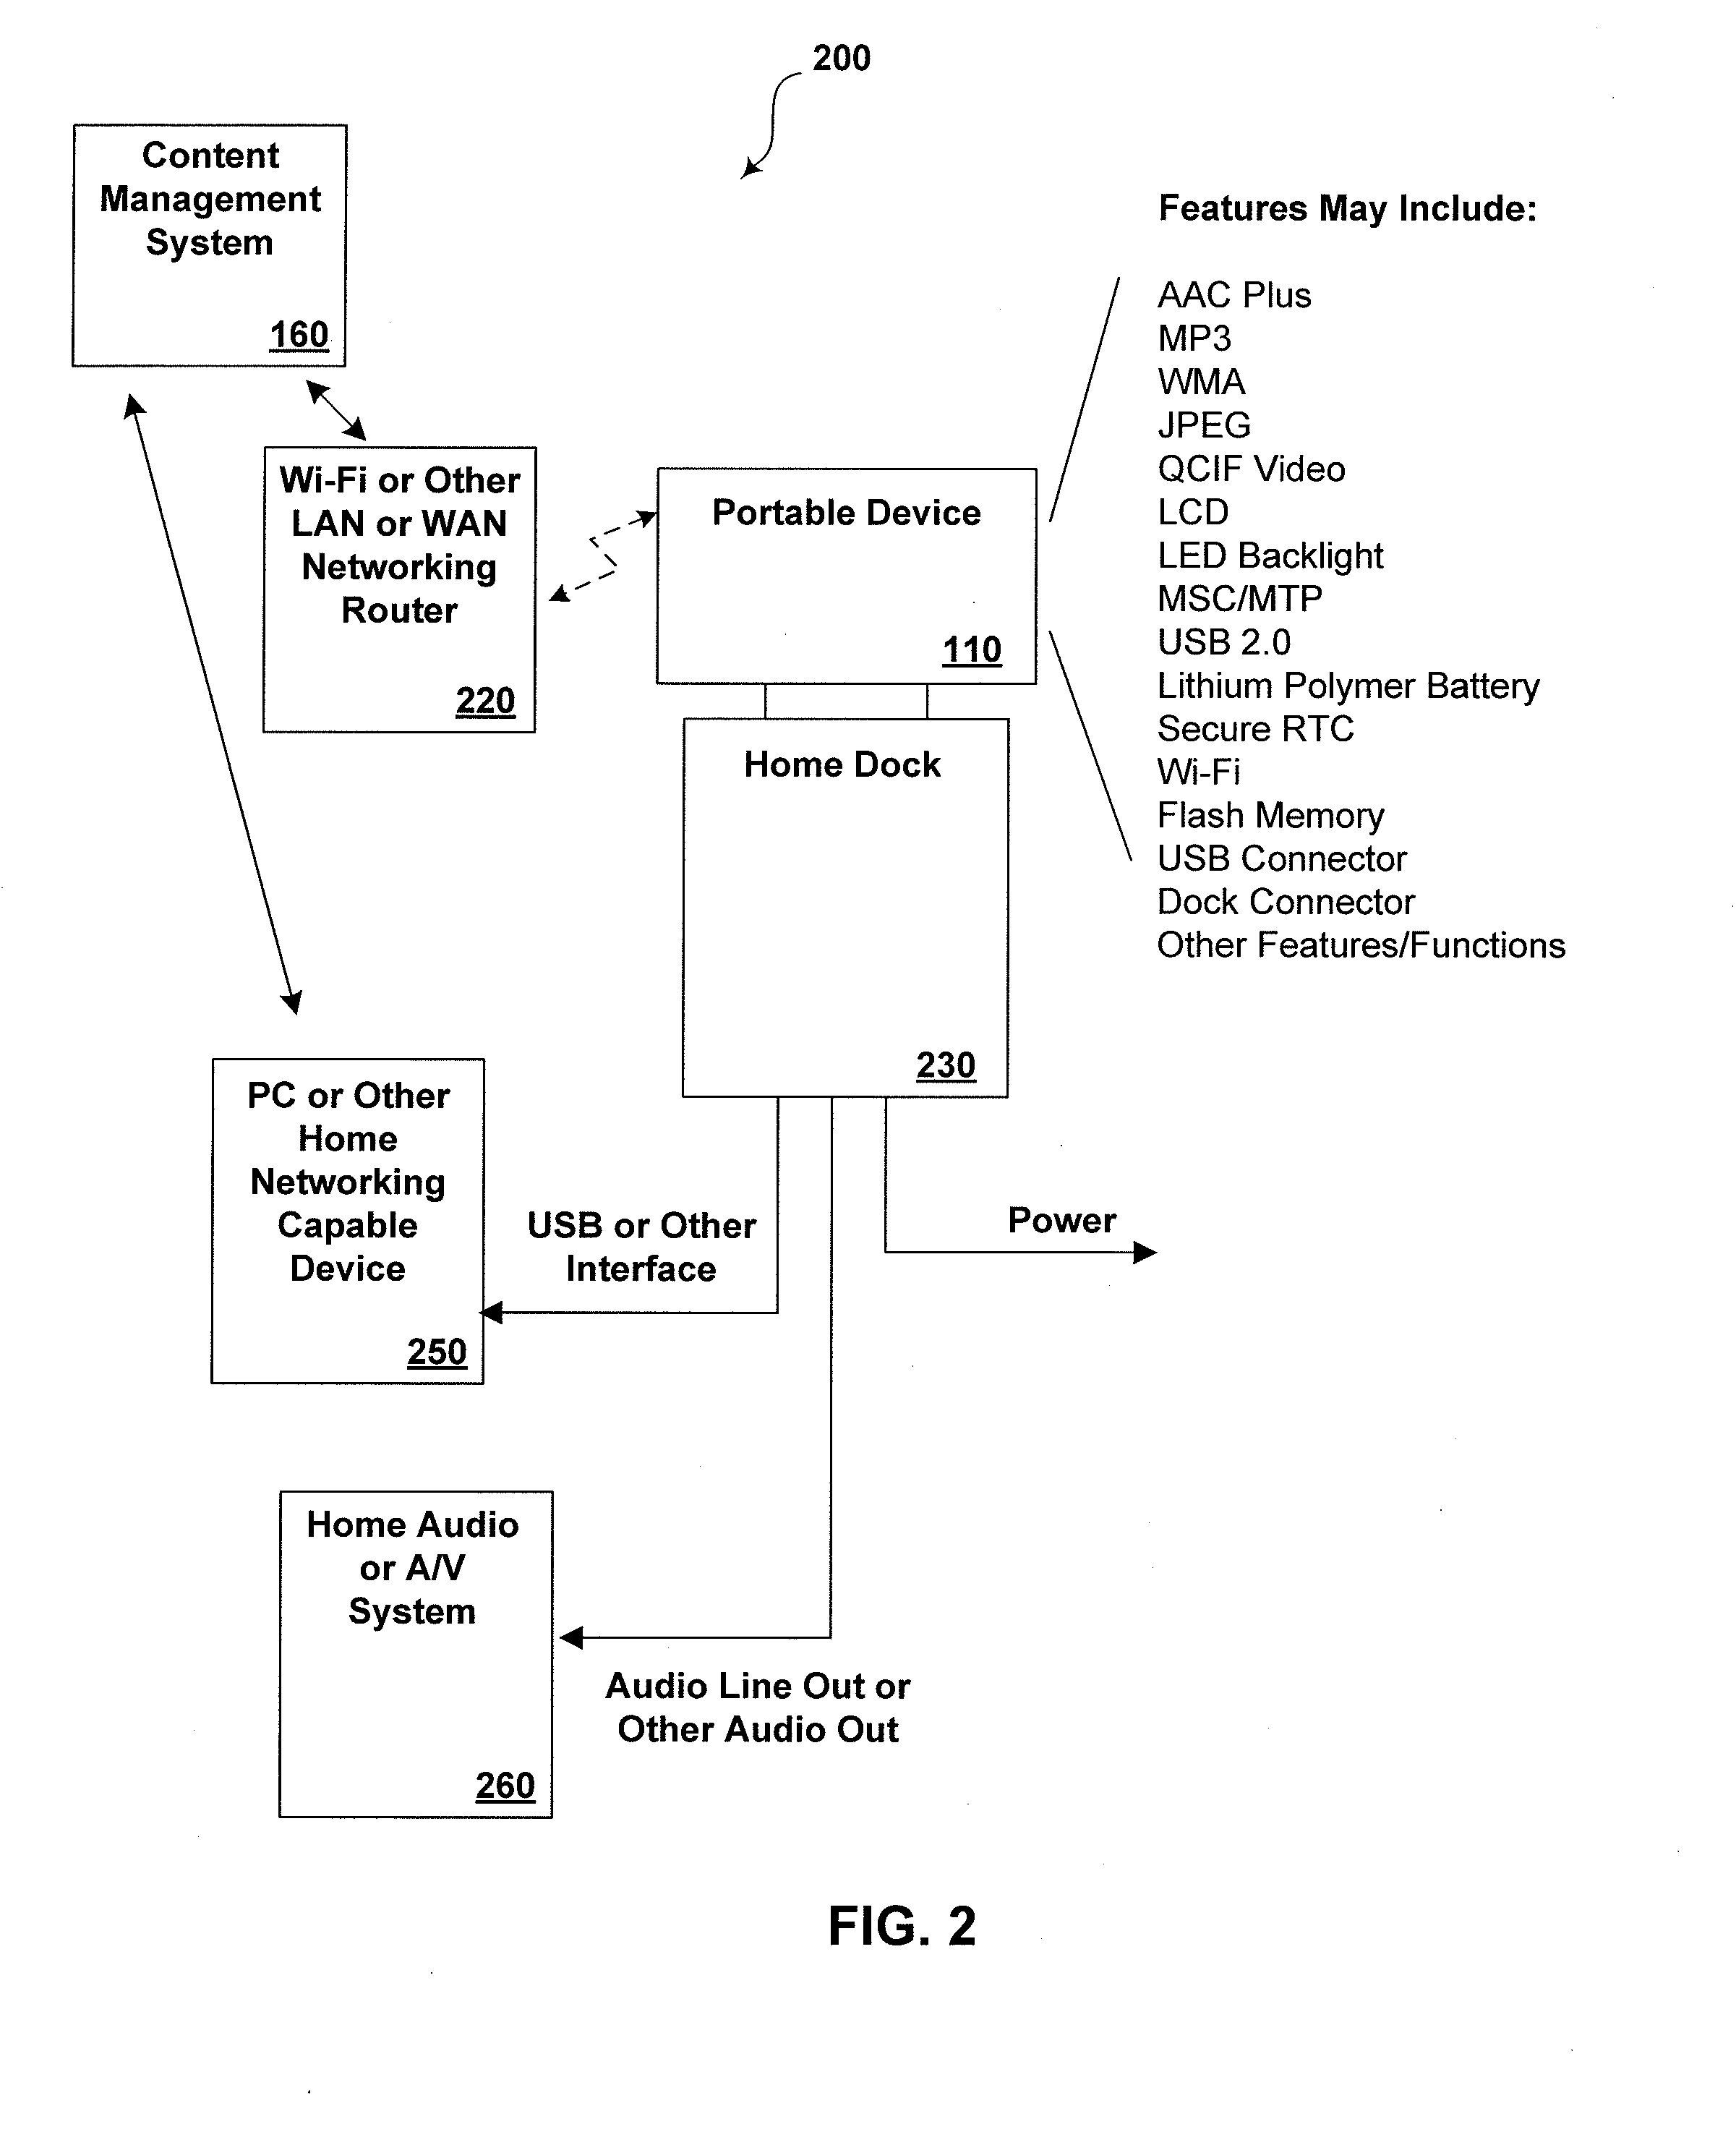 200
Content
Management
System
160
Features May Include:
AAC Plus
MP3
WMA
JPEG
QCIF Video
LCD
LED Backlight
MSC/MTP
USB 2.0
Lithium Polymer Battery
Secure RTC
Wi-Fi
Flash Memory
USB Connector
Dock Connector
Other Features/Functions
Wi-Fi or Other
LAN or WAN
Networking
Router
220
Portable Device
110
Home Dock
230
PC or Other
Home
Networking
Capable
Device
250
USB or Other
Interface
Power
Home Audio
or A/V
System
260
Audio Line Out or
Other Audio Out
FIG. 2